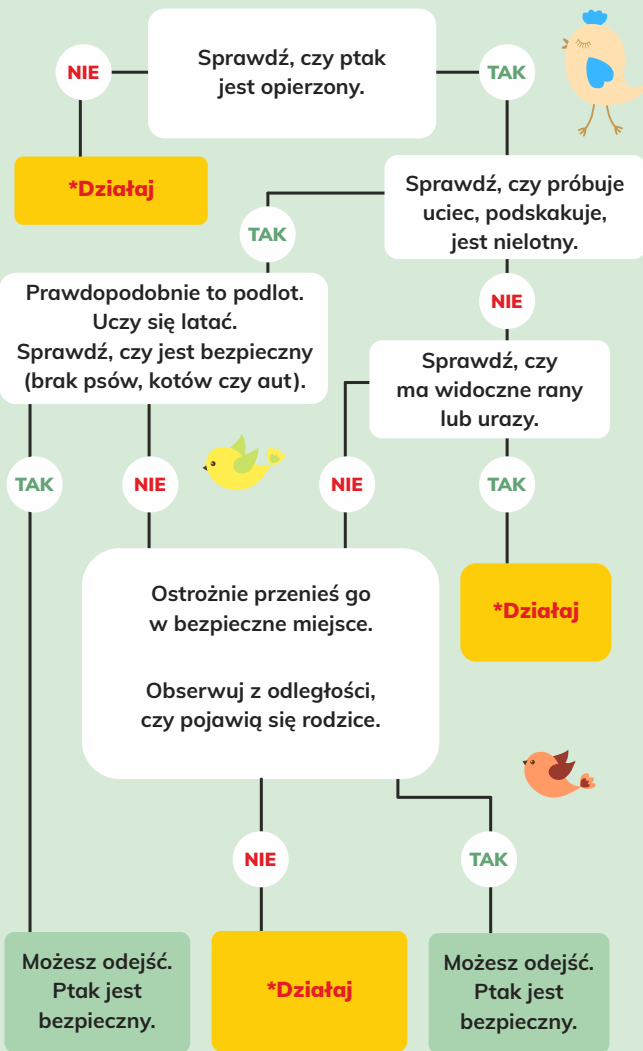 Sprawdź, czy ptak
jest opierzony.
NIE
TAK
*Działaj
Sprawdź, czy próbuje
uciec, podskakuje,
jest nielotny.
TAK
NIE
Prawdopodobnie to podlot.
Uczy się latać.
Sprawdź, czy jest bezpieczny
(brak psów, kotów czy aut).
Sprawdź, czy
ma widoczne rany
lub urazy.
TAK
NIE
NIE
TAK
Ostrożnie przenieś go
w bezpieczne miejsce.
Obserwuj z odległości,
czy pojawią się rodzice.
*Działaj
NIE
TAK
Możesz odejść.
Ptak jest
bezpieczny.
*Działaj
Możesz odejść.
Ptak jest
bezpieczny.